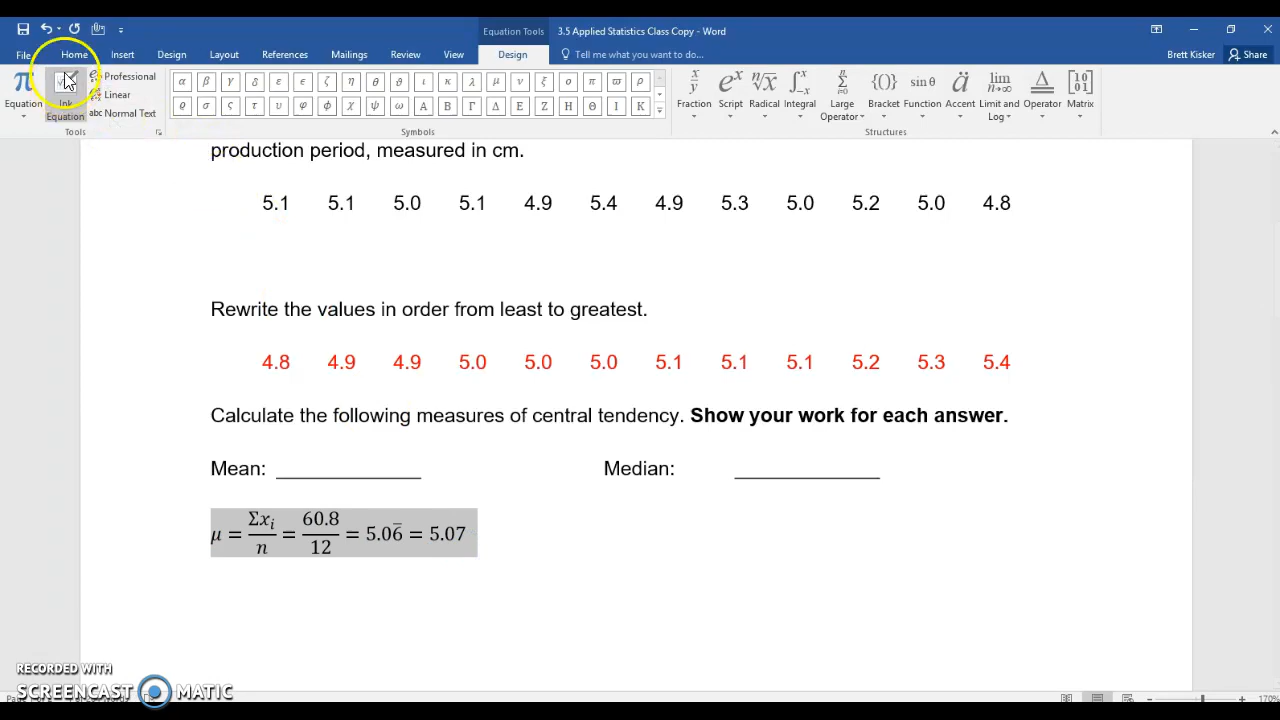 Equation Tools
3.5 Applied Statistics Class Copy - Word
File Home Insert Design Layout References Mailings Review View Design Tell me what you want to do... Brett Kisker Share
Equation
Ink Equation
Professional
Linear
abc Normal Text
Tools
α β γ δ ε ϵ ζ η θ ϑ ι κ λ μ ν ξ ο π ϖ ρ
ϱ σ ς τ υ φ ϕ χ ψ ω Α Β Γ Δ Ε Ζ Η Θ Ι Κ
Symbols
Fraction Script Radical Integral Large Operator Bracket Function Accent Limit and Log Operator Matrix
Structures
production period, measured in cm.
5.1 5.1 5.0 5.1 4.9 5.4 4.9 5.3 5.0 5.2 5.0 4.8
Rewrite the values in order from least to greatest.
4.8 4.9 4.9 5.0 5.0 5.0 5.1 5.1 5.1 5.2 5.3 5.4
Calculate the following measures of central tendency. Show your work for each answer.
Mean: _____________ Median: _____________
μ = Σxᵢ/n = 60.8/12 = 5.06̅ = 5.07
RECORDED WITH
SCREENCAST MATIC
170%